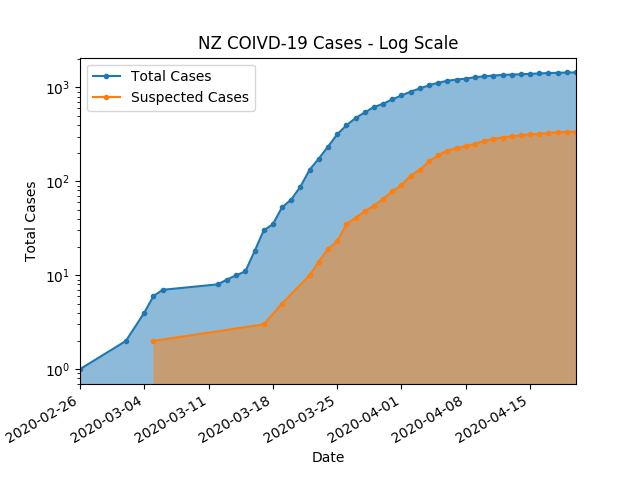 NZ COIVD-19 Cases - Log Scale
Total Cases
Suspected Cases
Total Cases
10³
10²
10¹
10⁰
2020-02-26
2020-03-04
2020-03-11
2020-03-18
2020-03-25
2020-04-01
2020-04-08
2020-04-15
Date